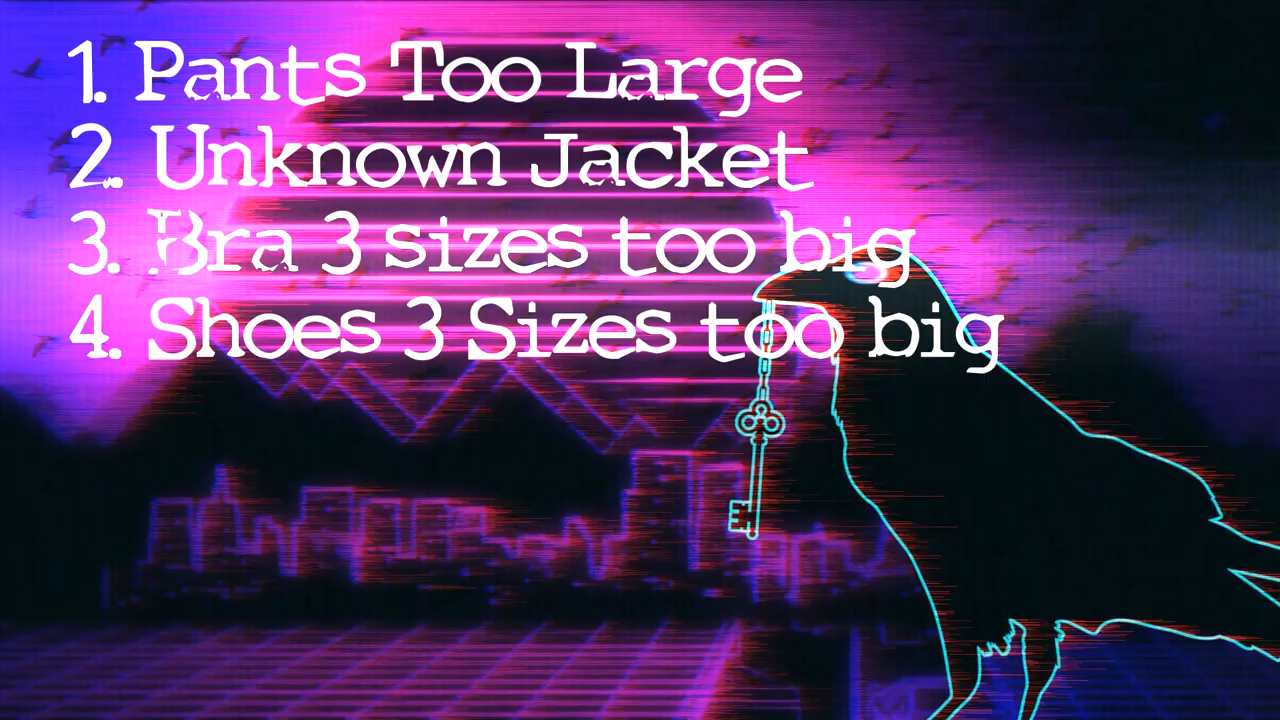 1. Pants Too Large
2. Unknown Jacket
3. Bra 3 sizes too big
4. Shoes 3 Sizes too big